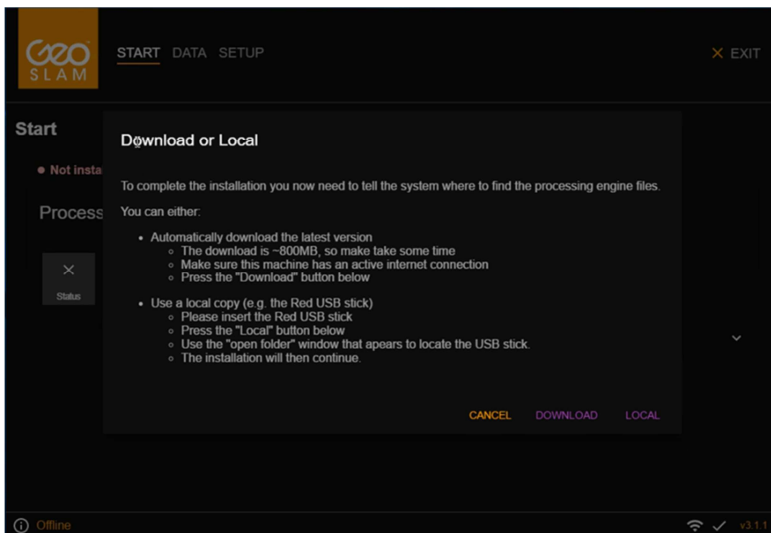 Geo
SLAM
START DATA SETUP
EXIT
Start
Download or Local
Not insta
To complete the installation you now need to tell the system where to find the processing engine files.
Process
You can either:
Automatically download the latest version
The download is ~800MB, so make take some time
Make sure this machine has an active internet connection
Press the "Download" button below
Status
Use a local copy (e.g. the Red USB stick)
Please insert the Red USB stick
Press the "Local" button below
Use the "open folder" window that apears to locate the USB stick.
The installation will then continue.
CANCEL DOWNLOAD LOCAL
Offline
v3.1.1